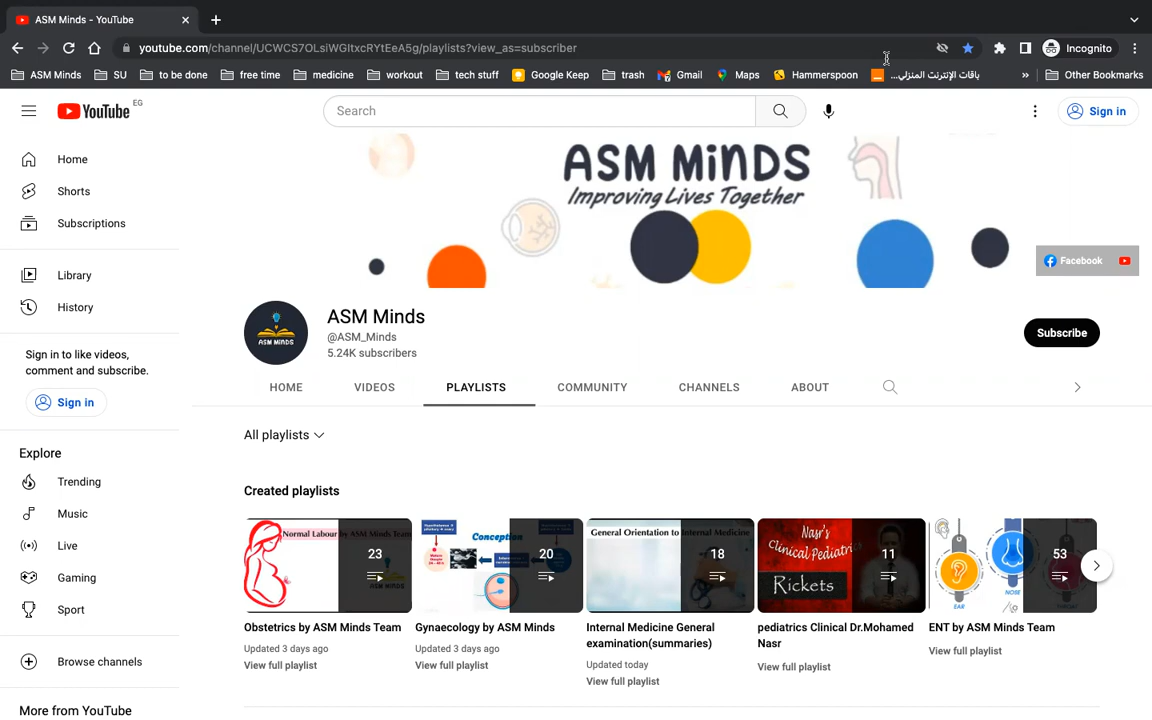 ASM Minds - YouTube
youtube.com/channel/UCWCS7OLsiWGItxcRYtEeA5g/playlists?view_as=subscriber
Incognito
ASM Minds
SU
to be done
free time
medicine
workout
tech stuff
Google Keep
trash
Gmail
Maps
Hammerspoon
باقات الإنترنت المنزلي...
»
Other Bookmarks
YouTube EG
Search
Sign in
Home
Shorts
Subscriptions
Library
History
Sign in to like videos,
comment and subscribe.
Sign in
Explore
Trending
Music
Live
Gaming
Sport
Browse channels
More from YouTube
ASM MiNDS
Improving Lives Together
Facebook
ASM MINDS
ASM Minds
@ASM_Minds
5.24K subscribers
Subscribe
HOME
VIDEOS
PLAYLISTS
COMMUNITY
CHANNELS
ABOUT
All playlists
Created playlists
Normal Labour by ASM Minds Team
23
Obstetrics by ASM Minds Team
Updated 3 days ago
View full playlist
Conception
20
Gynaecology by ASM Minds
Updated 3 days ago
View full playlist
General Orientation to Internal Medicine
18
Internal Medicine General
examination(summaries)
Updated today
View full playlist
Nasr's
Clinical Pediatrics
Rickets
11
pediatrics Clinical Dr.Mohamed
Nasr
View full playlist
EAR
NOSE
53
ENT by ASM Minds Team
View full playlist